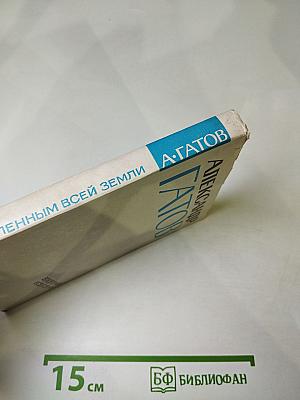 ЛЕННЫМ ВСЕЙ ЗЕМЛИ
А·ГАТОВ
АЛЕКСАНДР
ГАТОВ
15 см
БФ БИБЛИОФАН